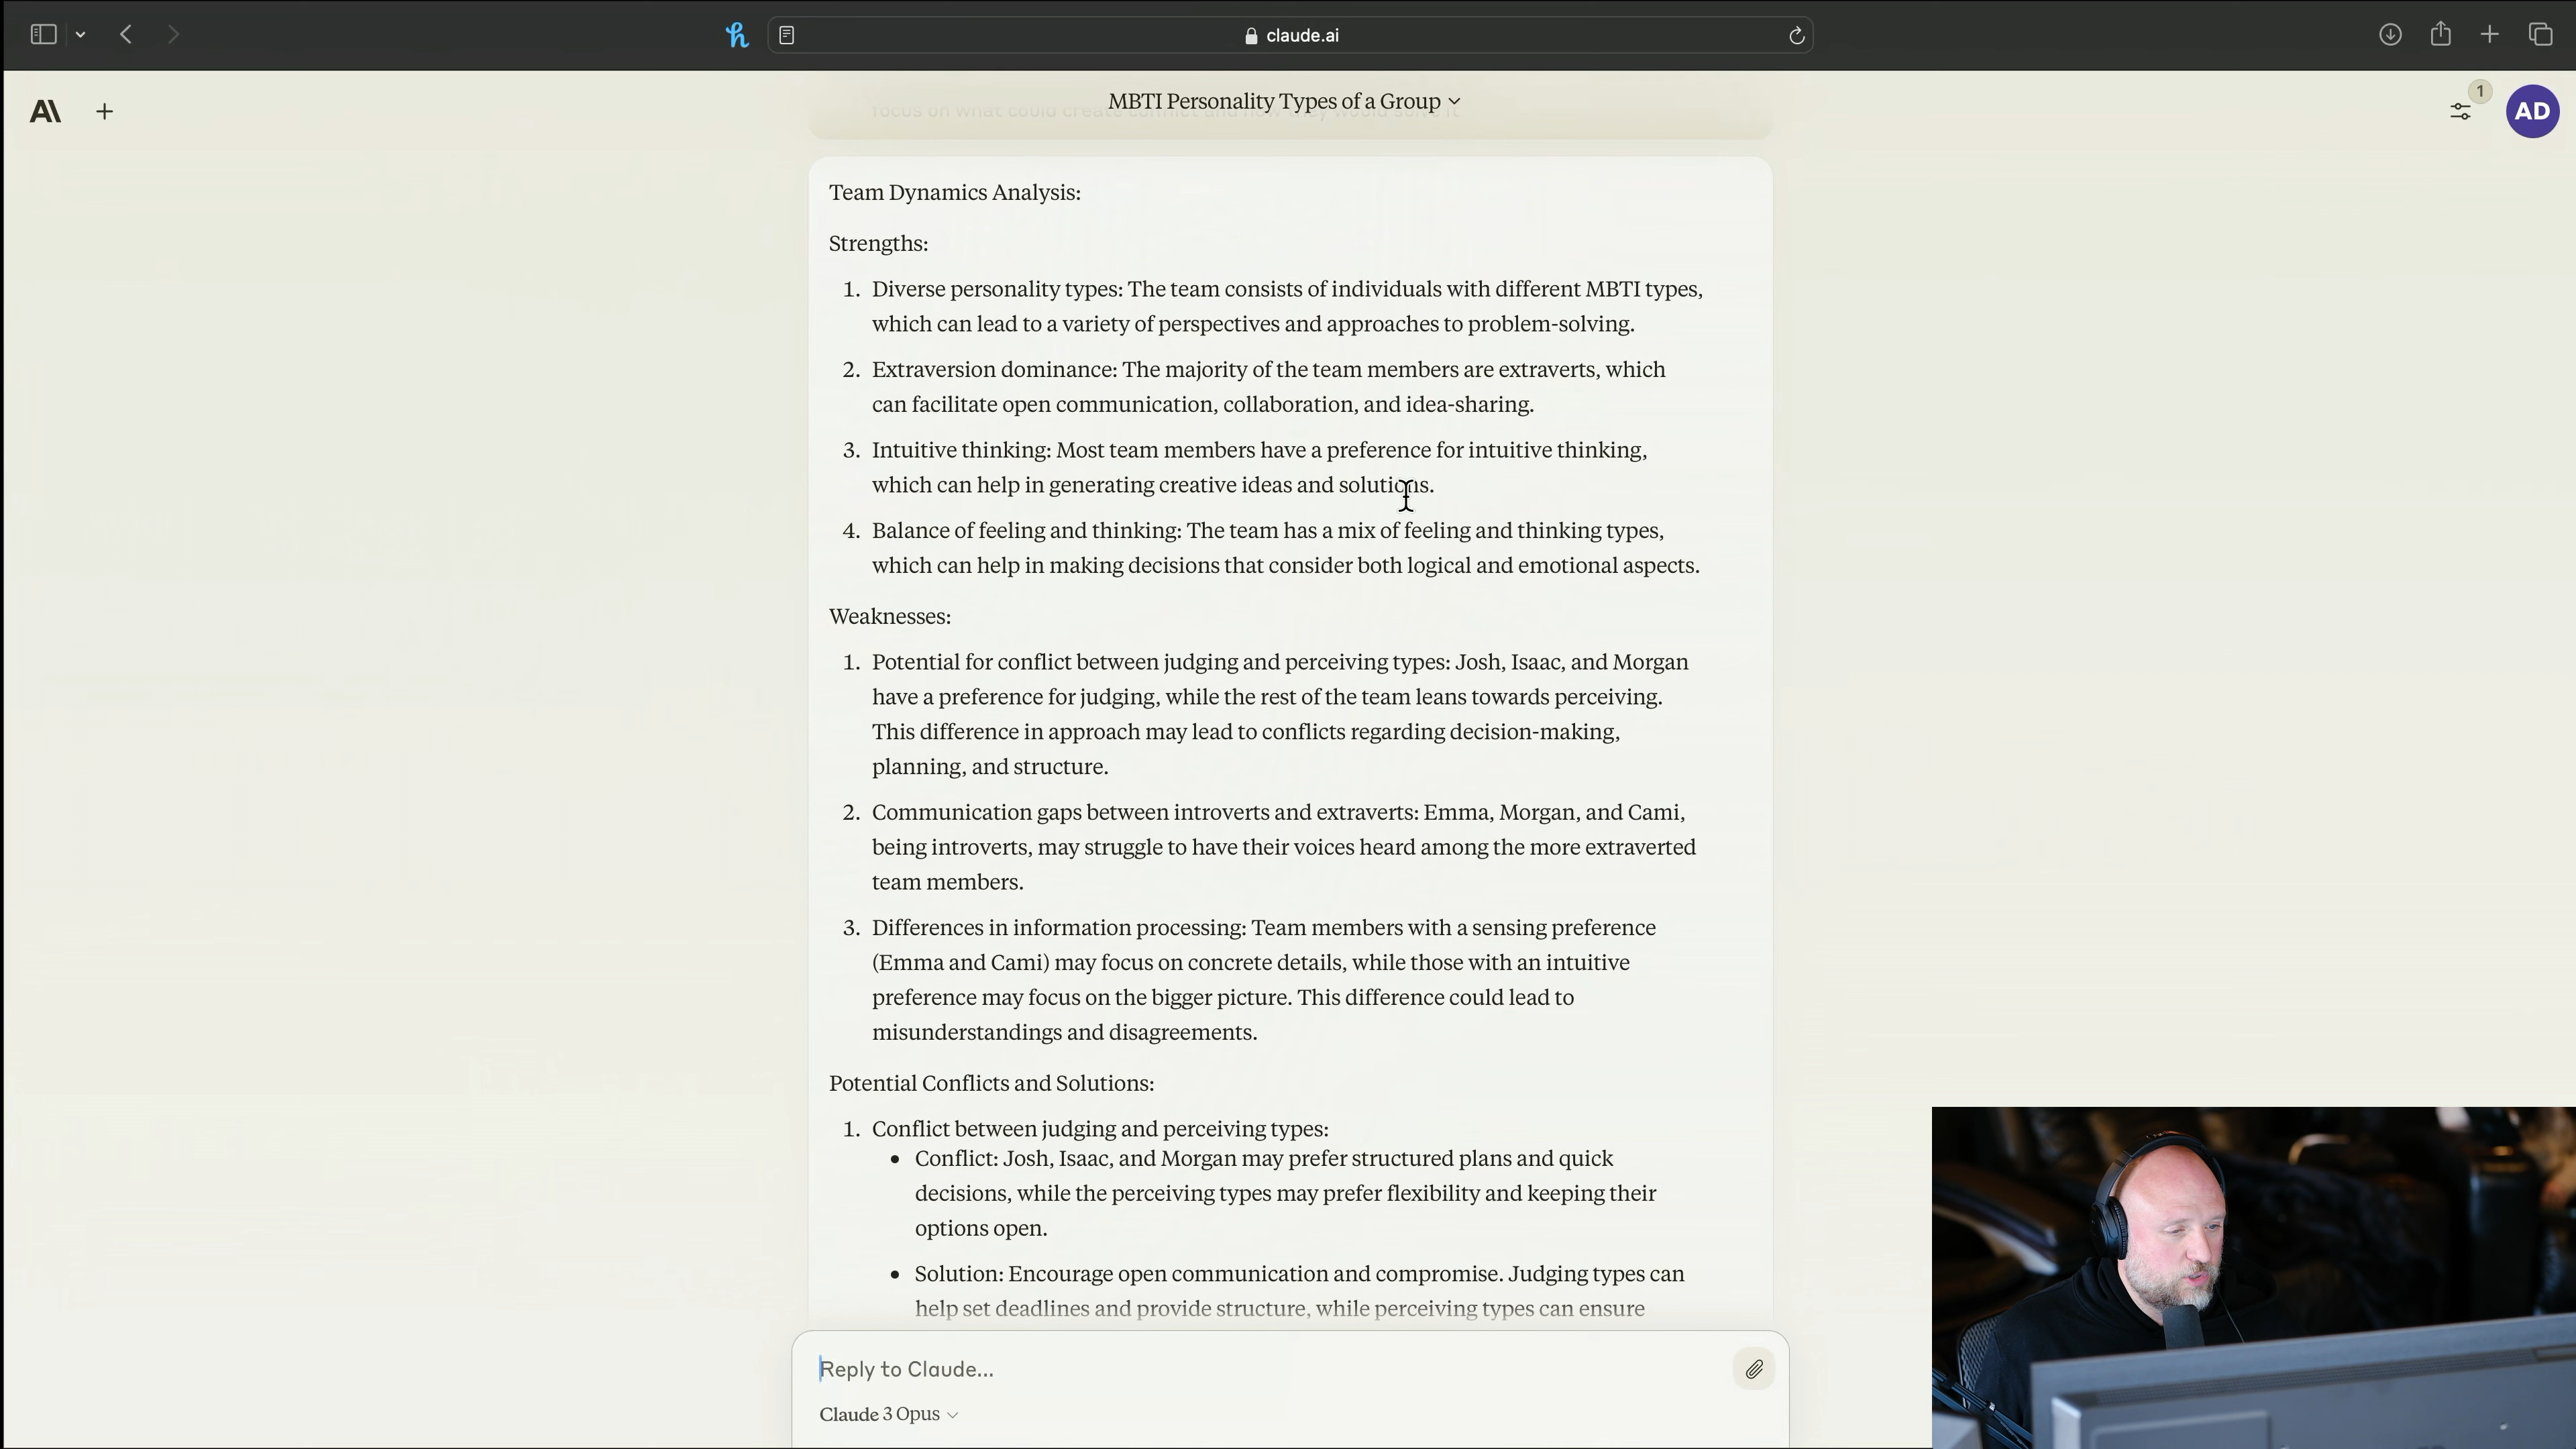 claude.ai
MBTI Personality Types of a Group
1
AD
focus on what could create conflict and how they would solve it
Team Dynamics Analysis:
Strengths:
1. Diverse personality types: The team consists of individuals with different MBTI types,
which can lead to a variety of perspectives and approaches to problem-solving.
2. Extraversion dominance: The majority of the team members are extraverts, which
can facilitate open communication, collaboration, and idea-sharing.
3. Intuitive thinking: Most team members have a preference for intuitive thinking,
which can help in generating creative ideas and solutions.
4. Balance of feeling and thinking: The team has a mix of feeling and thinking types,
which can help in making decisions that consider both logical and emotional aspects.
Weaknesses:
1. Potential for conflict between judging and perceiving types: Josh, Isaac, and Morgan
have a preference for judging, while the rest of the team leans towards perceiving.
This difference in approach may lead to conflicts regarding decision-making,
planning, and structure.
2. Communication gaps between introverts and extraverts: Emma, Morgan, and Cami,
being introverts, may struggle to have their voices heard among the more extraverted
team members.
3. Differences in information processing: Team members with a sensing preference
(Emma and Cami) may focus on concrete details, while those with an intuitive
preference may focus on the bigger picture. This difference could lead to
misunderstandings and disagreements.
Potential Conflicts and Solutions:
1. Conflict between judging and perceiving types:
• Conflict: Josh, Isaac, and Morgan may prefer structured plans and quick
decisions, while the perceiving types may prefer flexibility and keeping their
options open.
• Solution: Encourage open communication and compromise. Judging types can
help set deadlines and provide structure, while perceiving types can ensure
Reply to Claude...
Claude 3 Opus